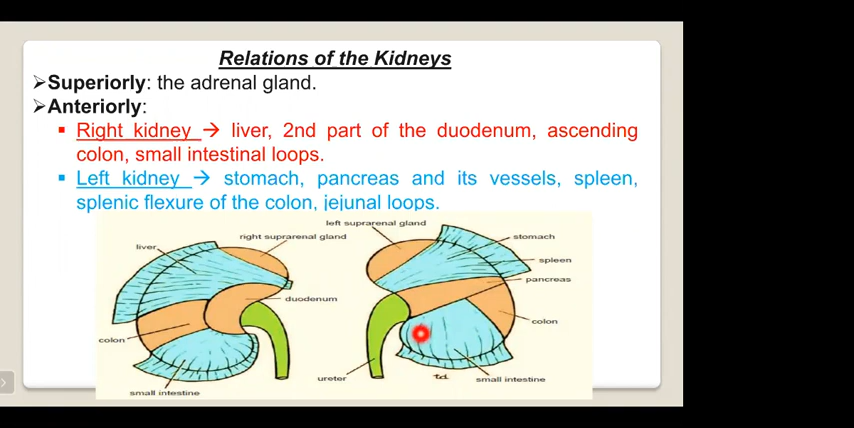 Relations of the Kidneys
➢Superiorly: the adrenal gland.
➢Anteriorly:
▪ Right kidney → liver, 2nd part of the duodenum, ascending
colon, small intestinal loops.
▪ Left kidney → stomach, pancreas and its vessels, spleen,
splenic flexure of the colon, jejunal loops.
left suprarenal gland
right suprarenal gland
stomach
liver
spleen
pancreas
duodenum
colon
colon
ureter
td.
small intestine
small intestine